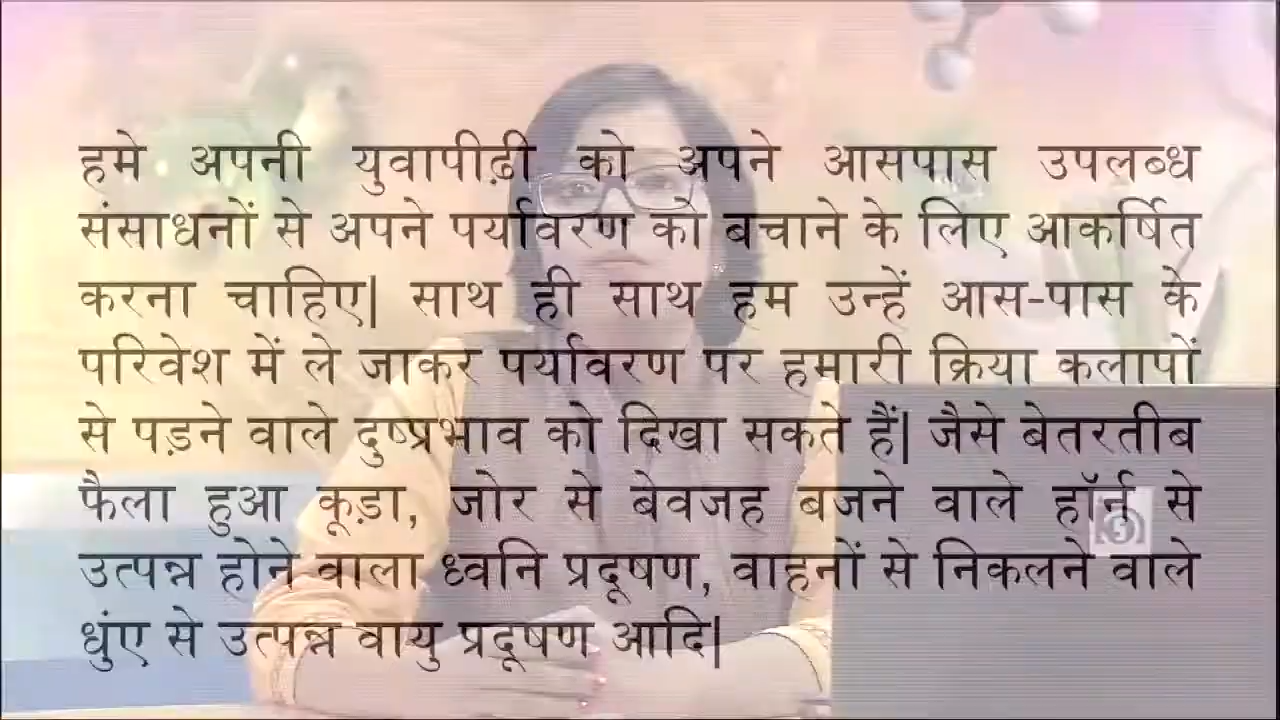 हमे अपनी युवापीढ़ी को अपने आसपास उपलब्ध
संसाधनों से अपने पर्यावरण को बचाने के लिए आकर्षित
करना चाहिए| साथ ही साथ हम उन्हें आस-पास के
परिवेश में ले जाकर पर्यावरण पर हमारी क्रिया कलापों
से पड़ने वाले दुष्प्रभाव को दिखा सकते हैं| जैसे बेतरतीब
फैला हुआ कूड़ा, जोर से बेवजह बजने वाले हॉर्न से
उत्पन्न होने वाला ध्वनि प्रदूषण, वाहनों से निकलने वाले
धुंए से उत्पन्न वायु प्रदूषण आदि|